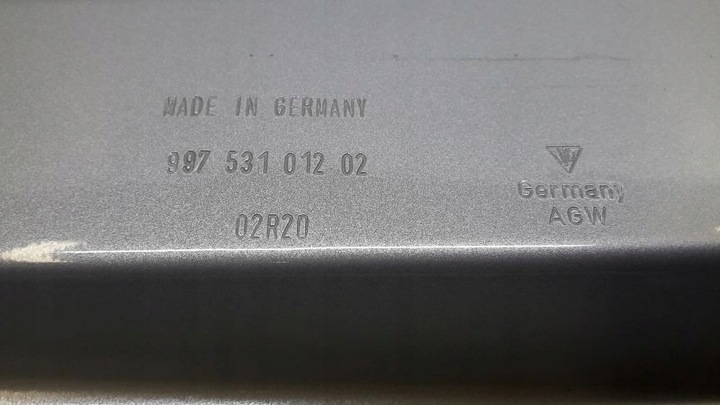 MADE IN GERMANY
997 531 012 02
02R20
Germany
AGW